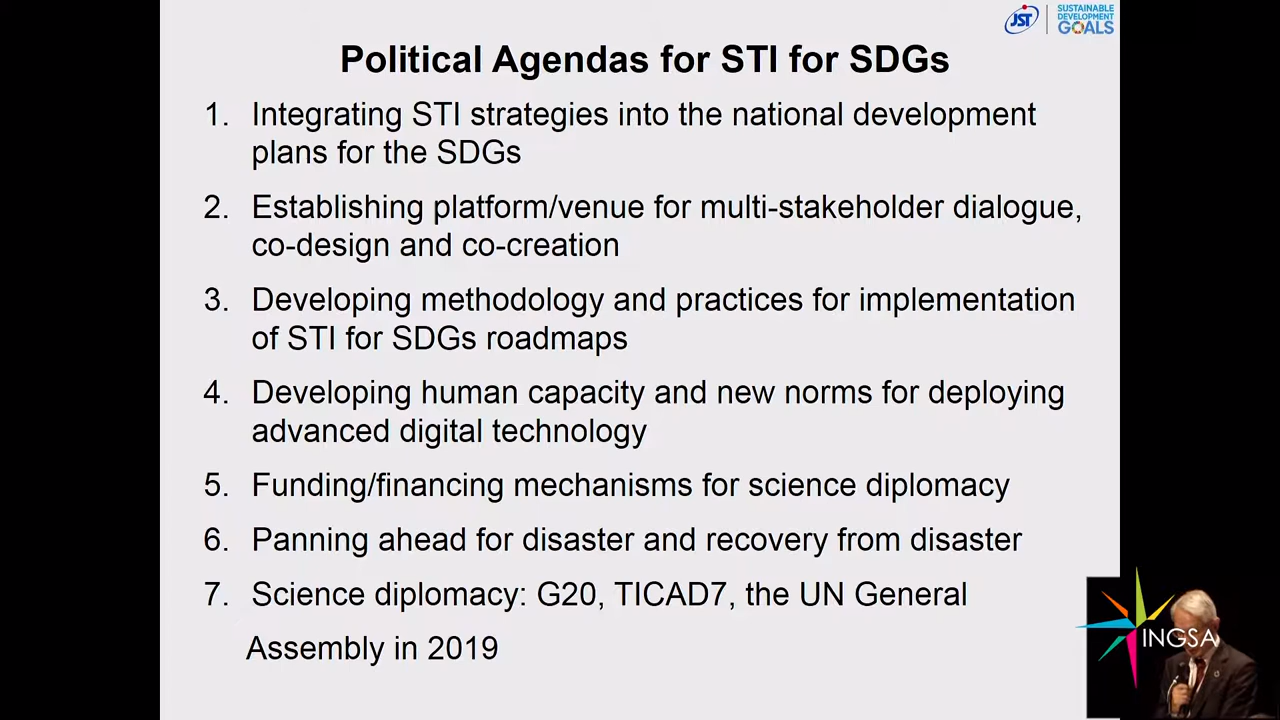 JST
SUSTAINABLE
DEVELOPMENT
GOALS
Political Agendas for STI for SDGs
1. Integrating STI strategies into the national development
plans for the SDGs
2. Establishing platform/venue for multi-stakeholder dialogue,
co-design and co-creation
3. Developing methodology and practices for implementation
of STI for SDGs roadmaps
4. Developing human capacity and new norms for deploying
advanced digital technology
5. Funding/financing mechanisms for science diplomacy
6. Panning ahead for disaster and recovery from disaster
7. Science diplomacy: G20, TICAD7, the UN General
Assembly in 2019
INGSA